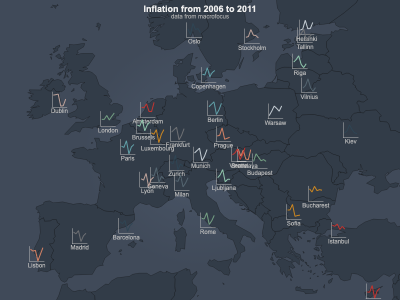 Inflation from 2006 to 2011
data from macrofocus
Helsinki
Oslo
Stockholm
Tallinn
Riga
Copenhagen
Vilnius
Dublin
Amsterdam
Berlin
Warsaw
London
Brussels
Kiev
Luxembourg
Frankfurt
Prague
Paris
Munich
Vienna
Bratislava
Budapest
Zurich
Lyon
Geneva
Ljubljana
Milan
Bucharest
Sofia
Rome
Barcelona
Istanbul
Madrid
Lisbon